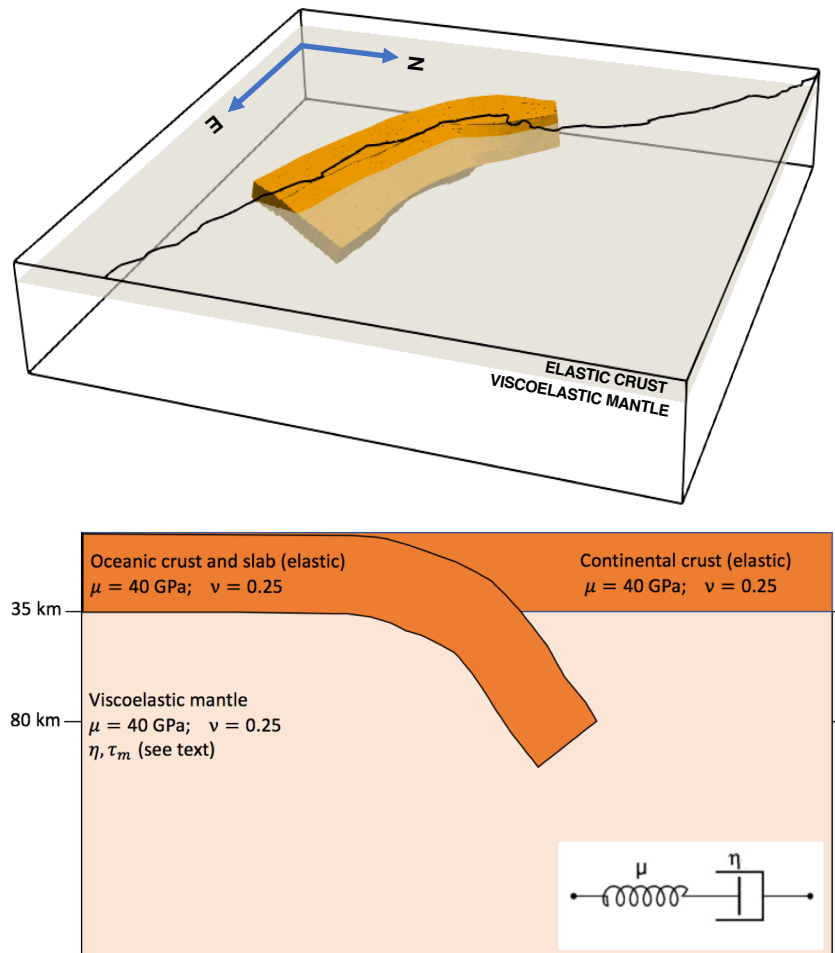 N
E
ELASTIC CRUST
VISCOELASTIC MANTLE
Oceanic crust and slab (elastic)
μ = 40 GPa; ν = 0.25
Continental crust (elastic)
μ = 40 GPa; ν = 0.25
35 km
Viscoelastic mantle
80 km
μ = 40 GPa; ν = 0.25
η, τₘ (see text)
μ
η